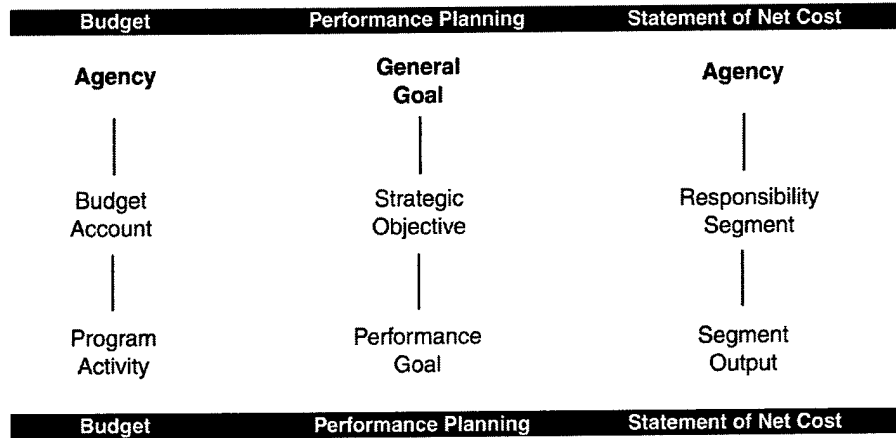 Budget Performance Planning Statement of Net Cost
Agency General Goal Agency
Budget Account Strategic Objective Responsibility Segment
Program Activity Performance Goal Segment Output
Budget Performance Planning Statement of Net Cost